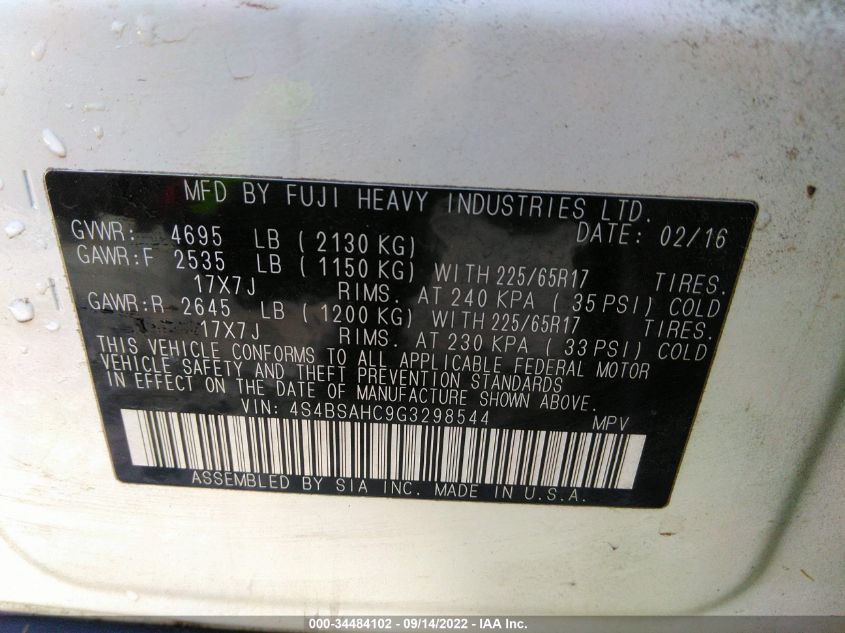 MFD BY FUJI HEAVY INDUSTRIES LTD.
GVWR: 4695 LB ( 2130 KG) DATE: 02/16
GAWR:F 2535 LB ( 1150 KG) WITH 225/65R17 TIRES.
17X7J RIMS. AT 240 KPA ( 35 PSI) COLD
GAWR:R 2645 LB ( 1200 KG) WITH 225/65R17 TIRES.
17X7J RIMS. AT 230 KPA ( 33 PSI) COLD
THIS VEHICLE CONFORMS TO ALL APPLICABLE FEDERAL MOTOR
VEHICLE SAFETY AND THEFT PREVENTION STANDARDS
IN EFFECT ON THE DATE OF MANUFACTURE SHOWN ABOVE.
VIN: 4S4BSAHC9G3298544 MPV
ASSEMBLED BY SIA INC. MADE IN U.S.A.
000-34484102 - 09/14/2022 - IAA Inc.